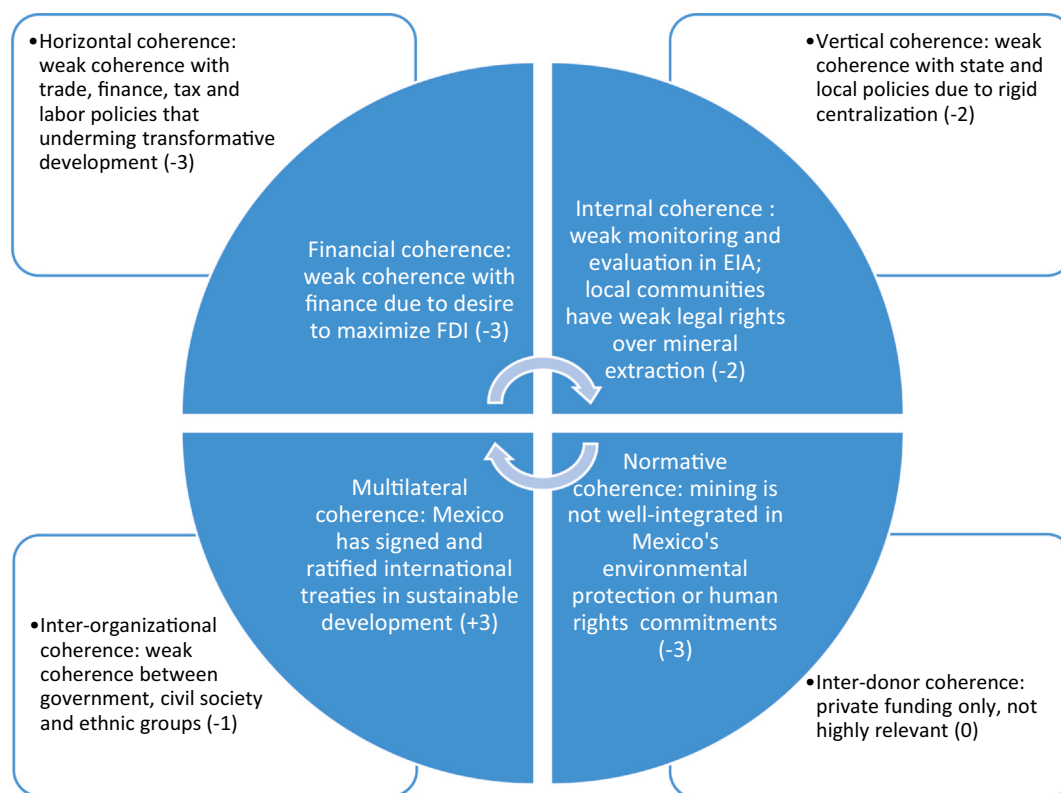 •Horizontal coherence:
weak coherence with
trade, finance, tax and
labor policies that
underming transformative
development (-3)
•Vertical coherence: weak
coherence with state and
local policies due to rigid
centralization (-2)
Financial coherence:
weak coherence with
finance due to desire
to maximize FDI (-3)
Internal coherence :
weak monitoring and
evaluation in EIA;
local communities
have weak legal rights
over mineral
extraction (-2)
Multilateral
coherence: Mexico
has signed and
ratified international
treaties in sustainable
development (+3)
Normative
coherence: mining is
not well-integrated in
Mexico's
environmental
protection or human
rights commitments
(-3)
•Inter-organizational
coherence: weak
coherence between
government, civil society
and ethnic groups (-1)
•Inter-donor coherence:
private funding only, not
highly relevant (0)